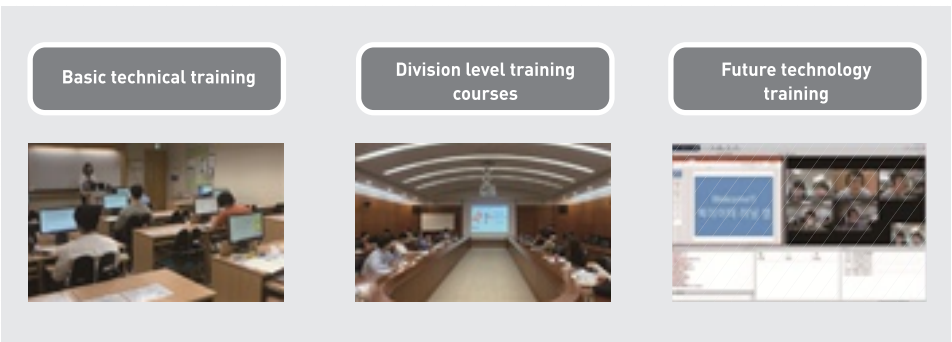 Basic technical training
Division level training
courses
Future technology
training